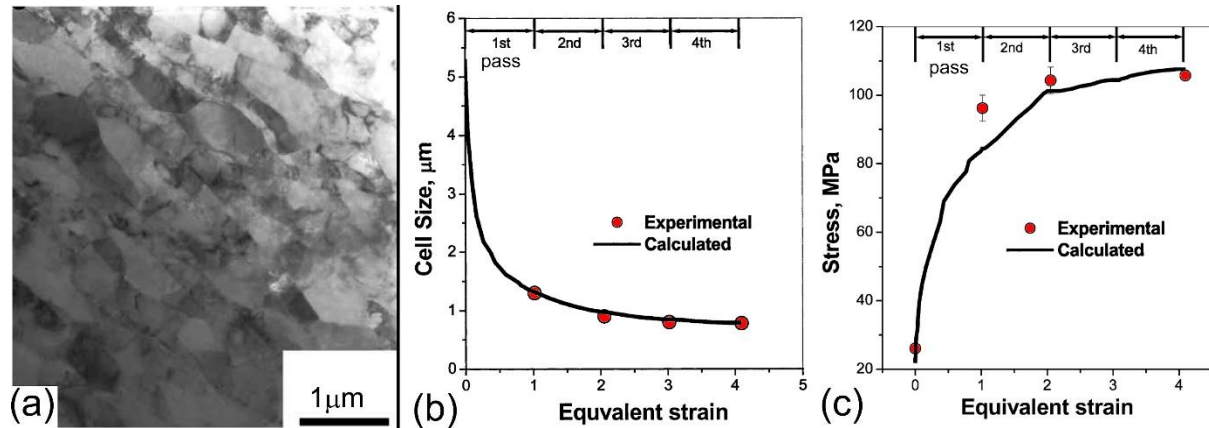 (a)
1μm
6
5
4
3
2
1
0
Cell Size, μm
1st
2nd
3rd
4th
pass
Experimental
Calculated
0
1
2
3
4
5
(b)
Equvalent strain
120
100
80
60
40
20
Stress, MPa
1st
2nd
3rd
4th
pass
Experimental
Calculated
0
1
2
3
4
(c)
Equivalent strain